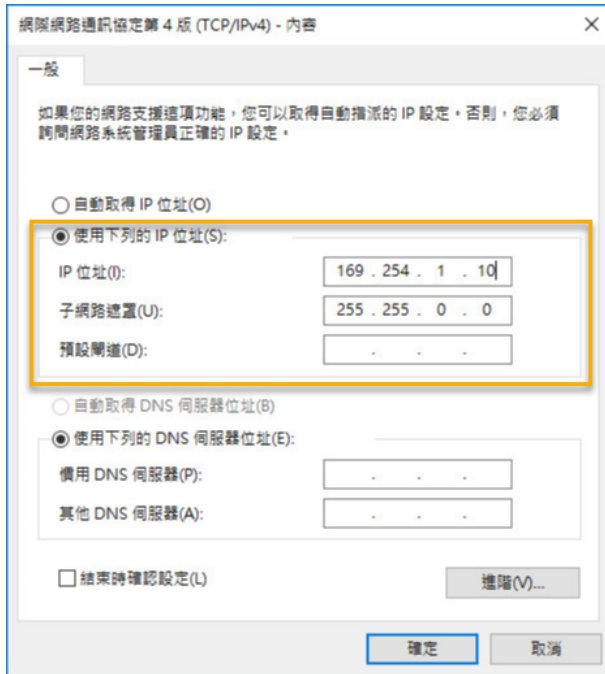 網際網路通訊協定第 4 版 (TCP/IPv4) - 內容
一般
如果您的網路支援這項功能，您可以取得自動指派的 IP 設定。否則，您必須
詢問網路系統管理員正確的 IP 設定。
自動取得 IP 位址(O)
使用下列的 IP 位址(S):
IP 位址(I): 169 . 254 . 1 . 10
子網路遮罩(U): 255 . 255 . 0 . 0
預設閘道(D): . . .
自動取得 DNS 伺服器位址(B)
使用下列的 DNS 伺服器位址(E):
慣用 DNS 伺服器(P): . . .
其他 DNS 伺服器(A): . . .
結束時確認設定(L)
進階(V)...
確定
取消